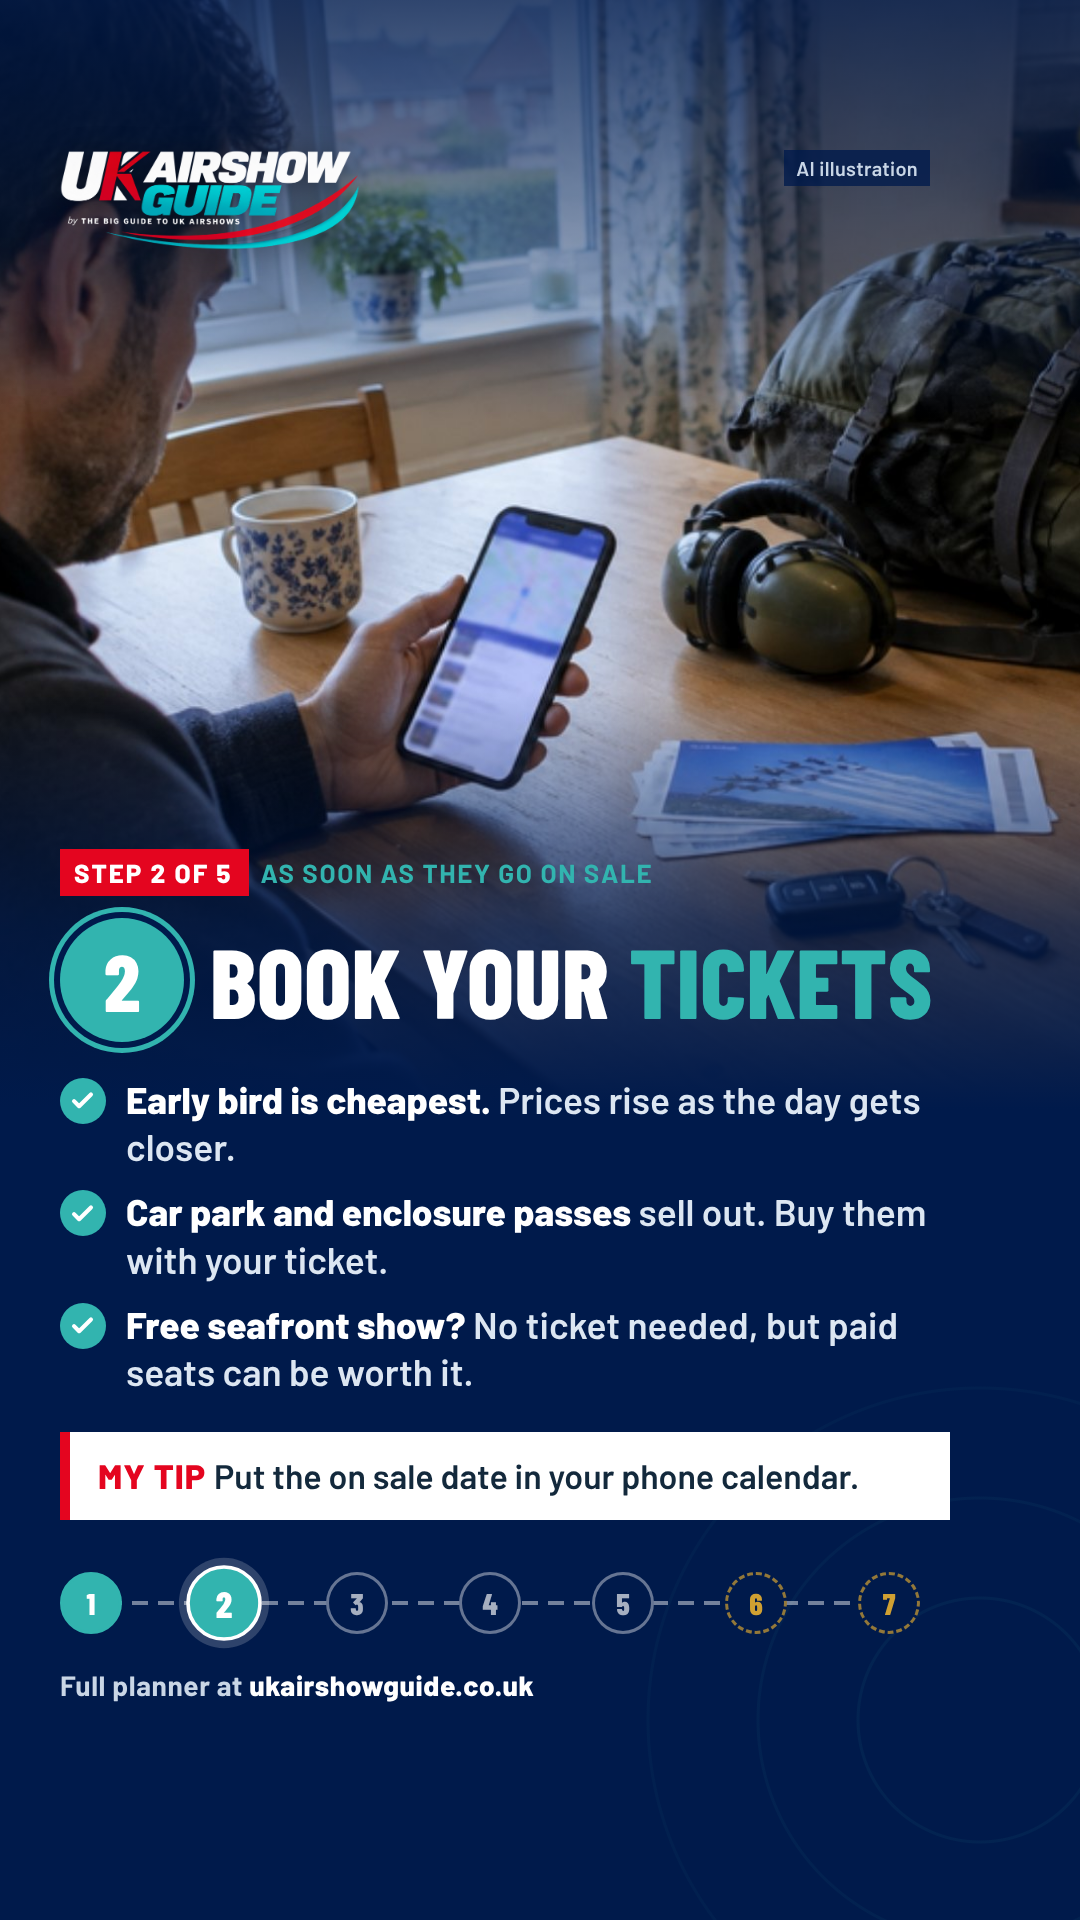 UK AIRSHOW
GUIDE
by THE BIG GUIDE TO UK AIRSHOWS
AI illustration
STEP 2 OF 5 AS SOON AS THEY GO ON SALE
2 BOOK YOUR TICKETS
Early bird is cheapest. Prices rise as the day gets
closer.
Car park and enclosure passes sell out. Buy them
with your ticket.
Free seafront show? No ticket needed, but paid
seats can be worth it.
MY TIP Put the on sale date in your phone calendar.
1 2 3 4 5 6 7
Full planner at ukairshowguide.co.uk